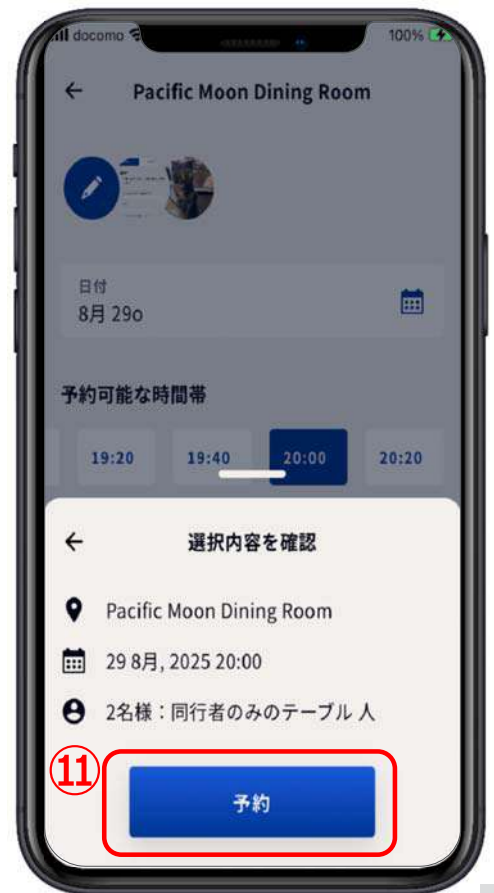 docomo
100%
Pacific Moon Dining Room
日付
8月 29o
予約可能な時間帯
19:20 19:40 20:00 20:20
選択内容を確認
Pacific Moon Dining Room
29 8月, 2025 20:00
2名様：同行者のみのテーブル 人
⑪
予約